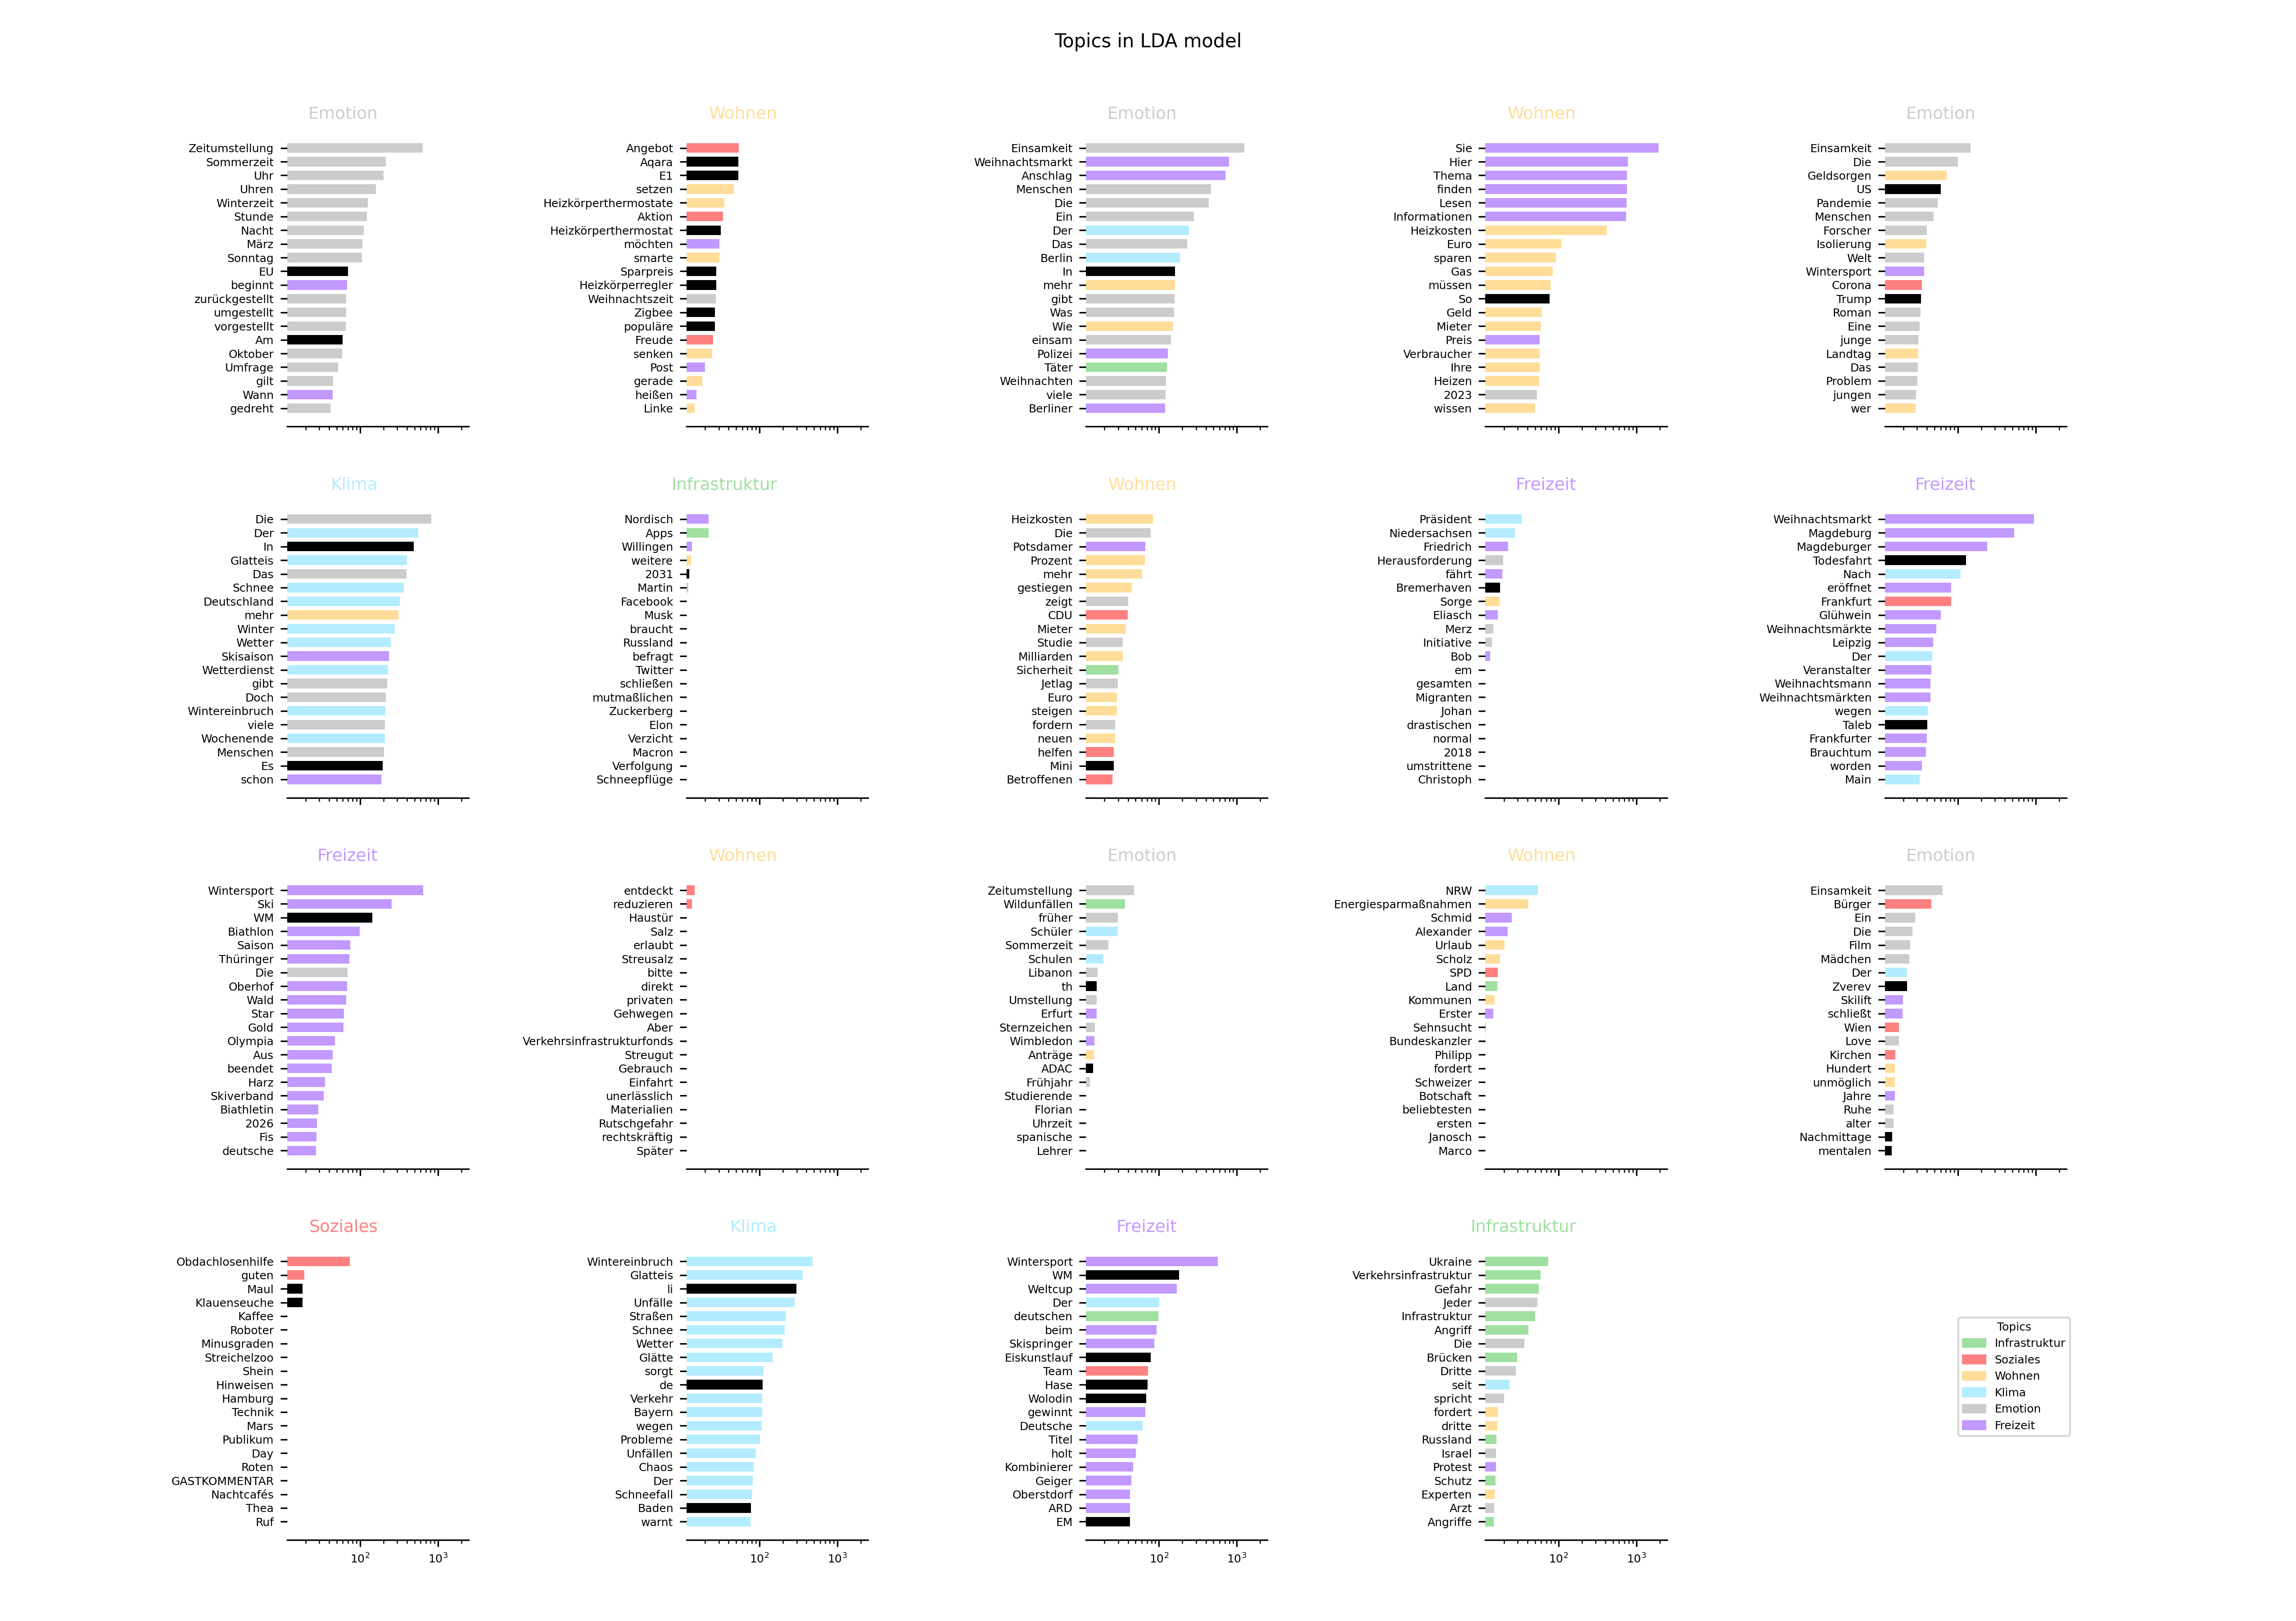 Topics in LDA model
Emotion
Zeitumstellung
Sommerzeit
Uhr
Uhren
Winterzeit
Stunde
Nacht
März
Sonntag
EU
beginnt
zurückgestellt
umgestellt
vorgestellt
Am
Oktober
Umfrage
gilt
Wann
gedreht
Wohnen
Angebot
Aqara
E1
setzen
Heizkörperthermostate
Aktion
Heizkörperthermostat
möchten
smarte
Sparpreis
Heizkörperregler
Weihnachtszeit
Zigbee
populäre
Freude
senken
Post
gerade
heißen
Linke
Emotion
Einsamkeit
Weihnachtsmarkt
Anschlag
Menschen
Die
Ein
Der
Das
Berlin
In
mehr
gibt
Was
Wie
einsam
Polizei
Täter
Weihnachten
viele
Berliner
Wohnen
Sie
Hier
Thema
finden
Lesen
Informationen
Heizkosten
Euro
sparen
Gas
müssen
So
Geld
Mieter
Preis
Verbraucher
Ihre
Heizen
2023
wissen
Emotion
Einsamkeit
Die
Geldsorgen
US
Pandemie
Menschen
Forscher
Isolierung
Welt
Wintersport
Corona
Trump
Roman
Eine
junge
Landtag
Das
Problem
jungen
wer
Klima
Die
Der
In
Glatteis
Das
Schnee
Deutschland
mehr
Winter
Wetter
Skisaison
Wetterdienst
gibt
Doch
Wintereinbruch
viele
Wochenende
Menschen
Es
schon
Infrastruktur
Nordisch
Apps
Willingen
weitere
2031
Martin
Facebook
Musk
braucht
Russland
befragt
Twitter
schließen
mutmaßlichen
Zuckerberg
Elon
Verzicht
Macron
Verfolgung
Schneepflüge
Wohnen
Heizkosten
Die
Potsdamer
Prozent
mehr
gestiegen
zeigt
CDU
Mieter
Studie
Milliarden
Sicherheit
Jetlag
Euro
steigen
fordern
neuen
helfen
Mini
Betroffenen
Freizeit
Präsident
Niedersachsen
Friedrich
Herausforderung
fährt
Bremerhaven
Sorge
Eliasch
Merz
Initiative
Bob
em
gesamten
Migranten
Johan
drastischen
normal
2018
umstrittene
Christoph
Freizeit
Weihnachtsmarkt
Magdeburg
Magdeburger
Todesfahrt
Nach
eröffnet
Frankfurt
Glühwein
Weihnachtsmärkte
Leipzig
Der
Veranstalter
Weihnachtsmann
Weihnachtsmärkten
wegen
Taleb
Frankfurter
Brauchtum
worden
Main
Freizeit
Wintersport
Ski
WM
Biathlon
Saison
Thüringer
Die
Oberhof
Wald
Star
Gold
Olympia
Aus
beendet
Harz
Skiverband
Biathletin
2026
Fis
deutsche
Wohnen
entdeckt
reduzieren
Haustür
Salz
erlaubt
Streusalz
bitte
direkt
privaten
Gehwegen
Aber
Verkehrsinfrastrukturfonds
Streugut
Gebrauch
Einfahrt
unerlässlich
Materialien
Rutschgefahr
rechtskräftig
Später
Emotion
Zeitumstellung
Wildunfällen
früher
Schüler
Sommerzeit
Schulen
Libanon
th
Umstellung
Erfurt
Sternzeichen
Wimbledon
Anträge
ADAC
Frühjahr
Studierende
Florian
Uhrzeit
spanische
Lehrer
Wohnen
NRW
Energiesparmaßnahmen
Schmid
Alexander
Urlaub
Scholz
SPD
Land
Kommunen
Erster
Sehnsucht
Bundeskanzler
Philipp
fordert
Schweizer
Botschaft
beliebtesten
ersten
Janosch
Marco
Emotion
Einsamkeit
Bürger
Ein
Die
Film
Mädchen
Der
Zverev
Skilift
schließt
Wien
Love
Kirchen
Hundert
unmöglich
Jahre
Ruhe
alter
Nachmittage
mentalen
Soziales
Obdachlosenhilfe
guten
Maul
Klauenseuche
Kaffee
Roboter
Minusgraden
Streichelzoo
Shein
Hinweisen
Hamburg
Technik
Mars
Publikum
Day
Roten
GASTKOMMENTAR
Nachtcafés
Thea
Ruf
10² 10³
Klima
Wintereinbruch
Glatteis
li
Unfälle
Straßen
Schnee
Wetter
Glätte
sorgt
de
Verkehr
Bayern
wegen
Probleme
Unfällen
Chaos
Der
Schneefall
Baden
warnt
10² 10³
Freizeit
Wintersport
WM
Weltcup
Der
deutschen
beim
Skispringer
Eiskunstlauf
Team
Hase
Wolodin
gewinnt
Deutsche
Titel
holt
Kombinierer
Geiger
Oberstdorf
ARD
EM
10² 10³
Infrastruktur
Ukraine
Verkehrsinfrastruktur
Gefahr
Jeder
Infrastruktur
Angriff
Die
Brücken
Dritte
seit
spricht
fordert
dritte
Russland
Israel
Protest
Schutz
Experten
Arzt
Angriffe
10² 10³
Topics
Infrastruktur
Soziales
Wohnen
Klima
Emotion
Freizeit